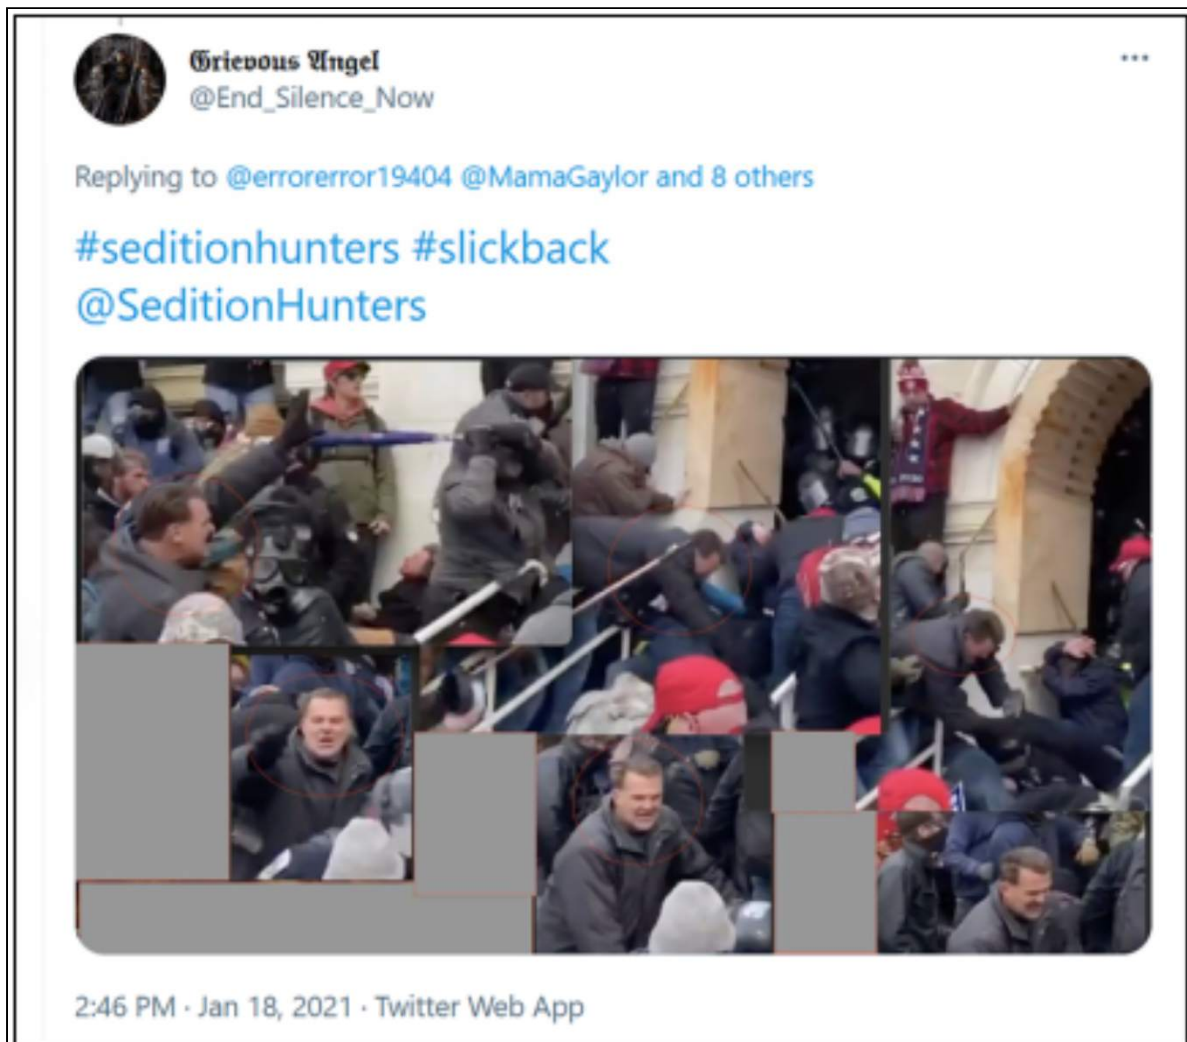 Grievous Angel
@End_Silence_Now
Replying to @errorerror19404 @MamaGaylor and 8 others
#seditionhunters #slickback
@SeditionHunters
2:46 PM · Jan 18, 2021 · Twitter Web App